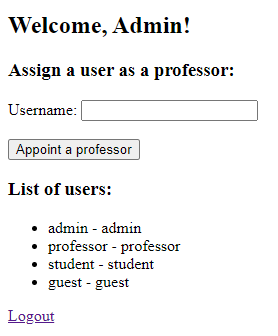 Welcome, Admin!
Assign a user as a professor:
Username:
Appoint a professor
List of users:
admin - admin
professor - professor
student - student
guest - guest
Logout